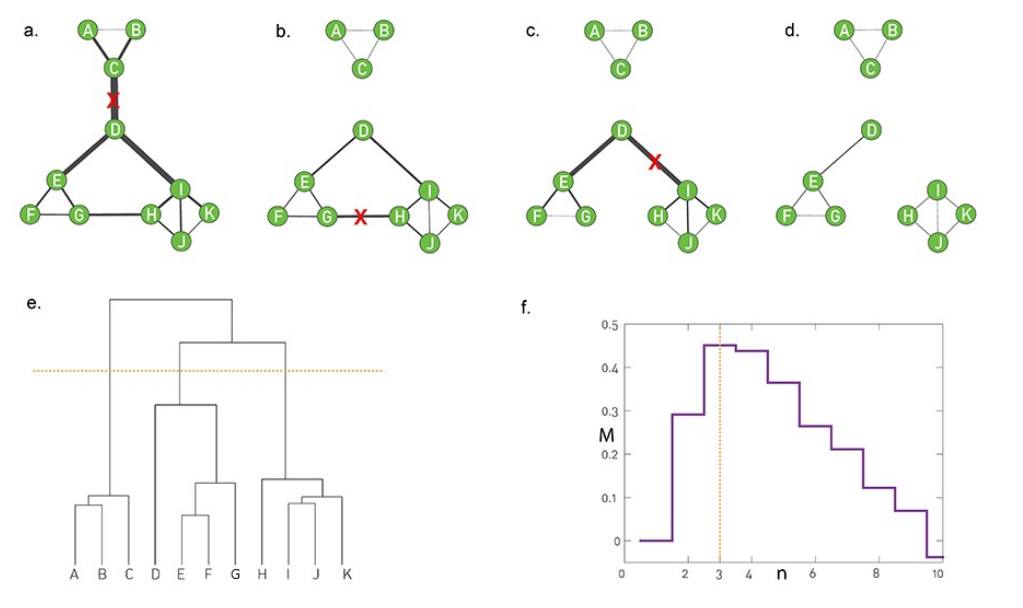 a.
A B
C
X
D
E
I
F G H K
J
b.
A B
C
D
E
I
F G X H K
J
c.
A B
C
D
X
E
I
F G H K
J
d.
A B
C
D
E
I
F G H K
J
e.
A B C D E F G H I J K
f.
0.5
0.4
0.3
M
0.2
0.1
0
0 2 3 4 n 6 8 10